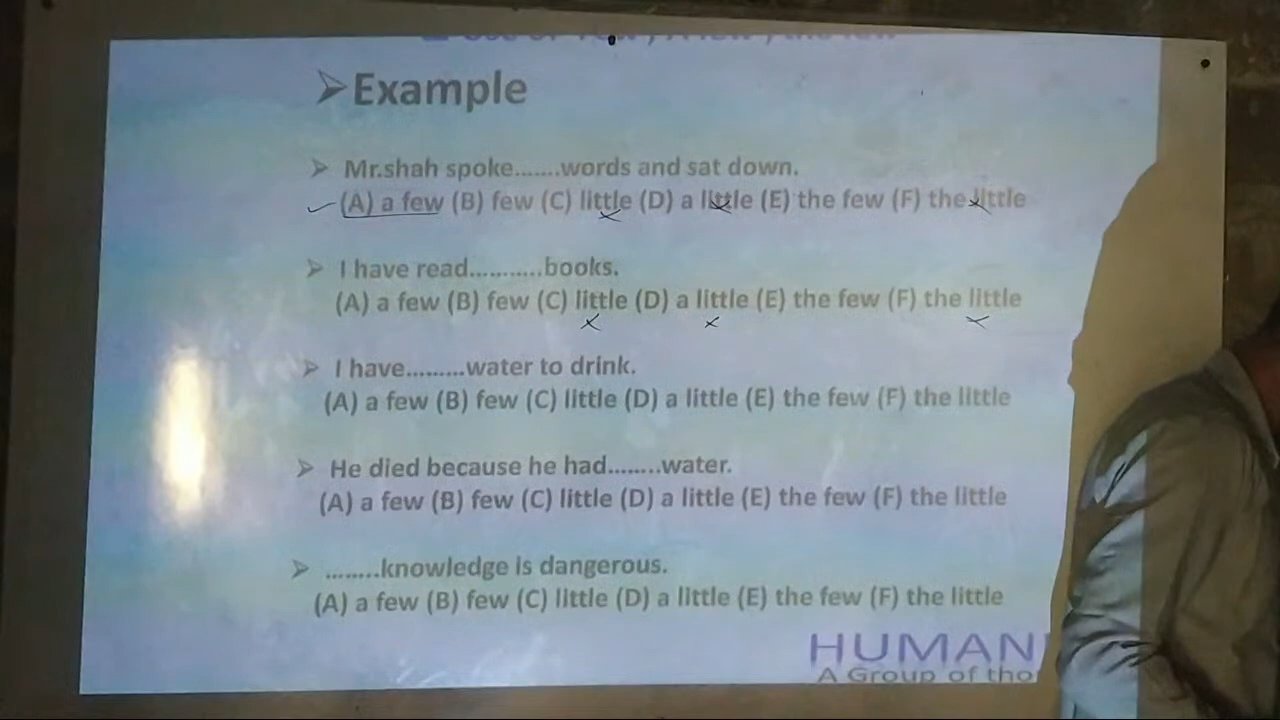 Example
Mr.shah spoke.......words and sat down.
(A) a few (B) few (C) little (D) a little (E) the few (F) the little
I have read...........books.
(A) a few (B) few (C) little (D) a little (E) the few (F) the little
I have.........water to drink.
(A) a few (B) few (C) little (D) a little (E) the few (F) the little
He died because he had........water.
(A) a few (B) few (C) little (D) a little (E) the few (F) the little
........knowledge is dangerous.
(A) a few (B) few (C) little (D) a little (E) the few (F) the little
HUMAN
A Group of tho